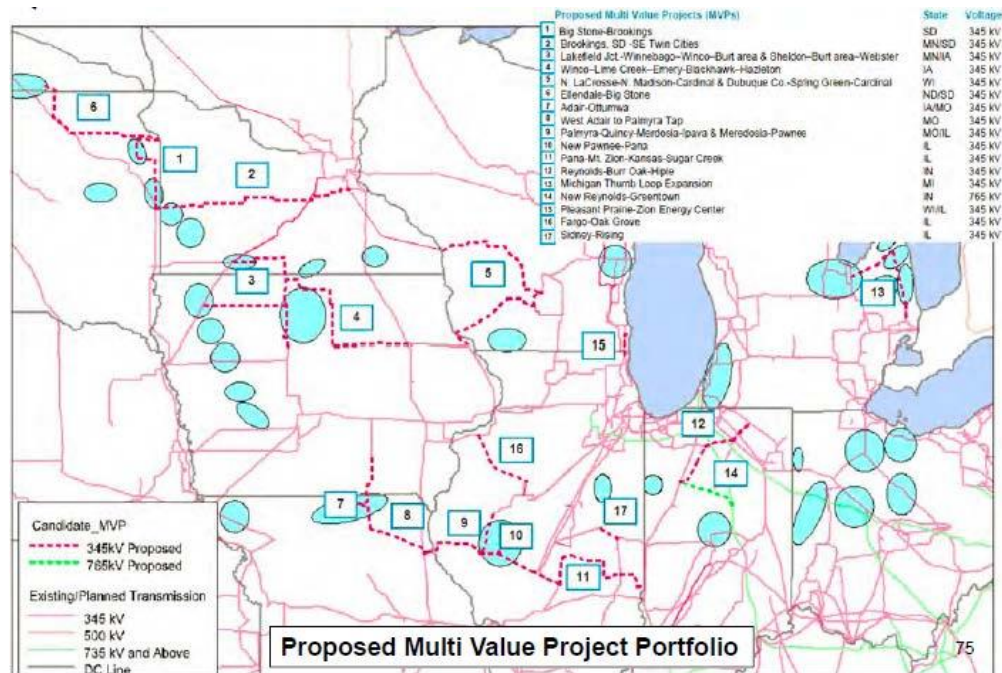 Proposed Multi Value Projects (MVPs) State Voltage
1 Big Stone-Brookings SD 345 kV
2 Brookings, SD -SE Twin Cities MN/SD 345 kV
3 Lakefield Jct.-Winnebago-Winco-Burt area & Sheldon-Burt area-Webster MN/IA 345 kV
4 Winco-Lime Creek-Emery-Blackhawk-Hazleton IA 345 kV
5 N. LaCrosse-N. Madison-Cardinal & Dubuque Co.-Spring Green-Cardinal WI 345 kV
6 Ellendale-Big Stone ND/SD 345 kV
7 Adair-Ottumwa IA/MO 345 kV
8 West Adair to Palmyra Tap MO 345 kV
9 Palmyra-Quincy-Merdosia-Ipava & Meredosia-Pawnee MO/IL 345 kV
10 New Pawnee-Pana IL 345 kV
11 Pana-Mt. Zion-Kansas-Sugar Creek IL 345 kV
12 Reynolds-Burr Oak-Hiple IN 345 kV
13 Michigan Thumb Loop Expansion MI 345 kV
14 New Reynolds-Greentown IN 765 kV
15 Pleasant Prairie-Zion Energy Center WI/IL 345 kV
16 Fargo-Oak Grove IL 345 kV
17 Sidney-Rising IL 345 kV
6
1
2
3
4
5
13
15
12
16
14
7
8
9
10
17
11
Candidate_MVP
345kV Proposed
765kV Proposed
Existing/Planned Transmission
345 kV
500 kV
735 kV and Above
DC Line
Proposed Multi Value Project Portfolio
75